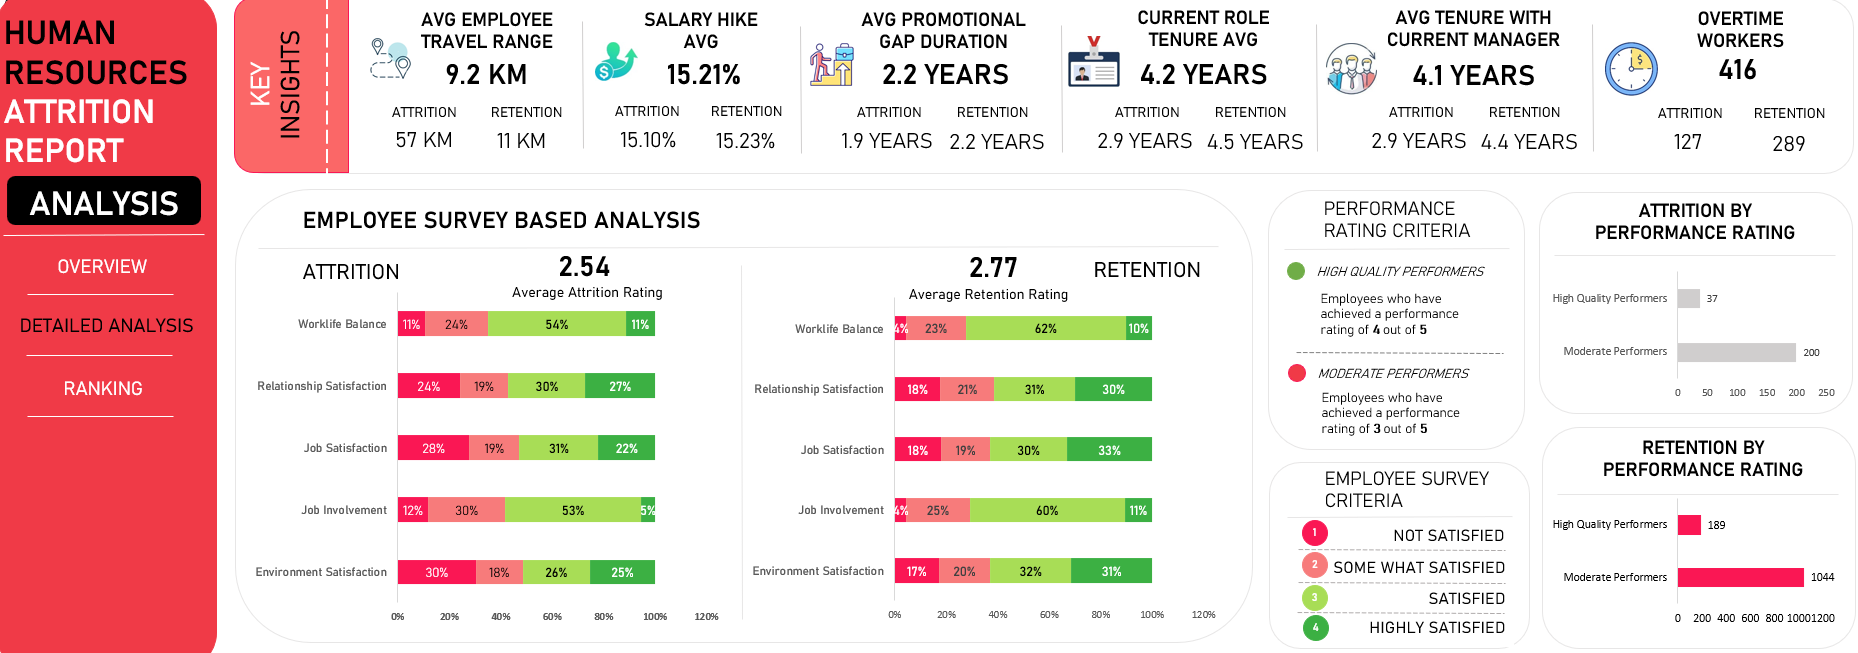 HUMAN
RESOURCES
ATTRITION
REPORT
ANALYSIS
OVERVIEW
DETAILED ANALYSIS
RANKING
KEY
INSIGHTS
AVG EMPLOYEE
TRAVEL RANGE
9.2 KM
ATTRITION
RETENTION
57 KM
11 KM
SALARY HIKE
AVG
15.21%
ATTRITION
RETENTION
15.10%
15.23%
AVG PROMOTIONAL
GAP DURATION
2.2 YEARS
ATTRITION
RETENTION
1.9 YEARS
2.2 YEARS
CURRENT ROLE
TENURE AVG
4.2 YEARS
ATTRITION
RETENTION
2.9 YEARS
4.5 YEARS
AVG TENURE WITH
CURRENT MANAGER
4.1 YEARS
ATTRITION
RETENTION
2.9 YEARS
4.4 YEARS
OVERTIME
WORKERS
416
ATTRITION
RETENTION
127
289
EMPLOYEE SURVEY BASED ANALYSIS
ATTRITION
2.54
Average Attrition Rating
Worklife Balance 11% 24% 54% 11%
Relationship Satisfaction 24% 19% 30% 27%
Job Satisfaction 28% 19% 31% 22%
Job Involvement 12% 30% 53% 5%
Environment Satisfaction 30% 18% 26% 25%
0% 20% 40% 60% 80% 100% 120%
2.77
RETENTION
Average Retention Rating
Worklife Balance 4% 23% 62% 10%
Relationship Satisfaction 18% 21% 31% 30%
Job Satisfaction 18% 19% 30% 33%
Job Involvement 4% 25% 60% 11%
Environment Satisfaction 17% 20% 32% 31%
0% 20% 40% 60% 80% 100% 120%
PERFORMANCE
RATING CRITERIA
HIGH QUALITY PERFORMERS
Employees who have
achieved a performance
rating of 4 out of 5
MODERATE PERFORMERS
Employees who have
achieved a performance
rating of 3 out of 5
EMPLOYEE SURVEY
CRITERIA
1 NOT SATISFIED
2 SOME WHAT SATISFIED
3 SATISFIED
4 HIGHLY SATISFIED
ATTRITION BY
PERFORMANCE RATING
High Quality Performers 37
Moderate Performers 200
0 50 100 150 200 250
RETENTION BY
PERFORMANCE RATING
High Quality Performers 189
Moderate Performers 1044
0 200 400 600 800 1000 1200